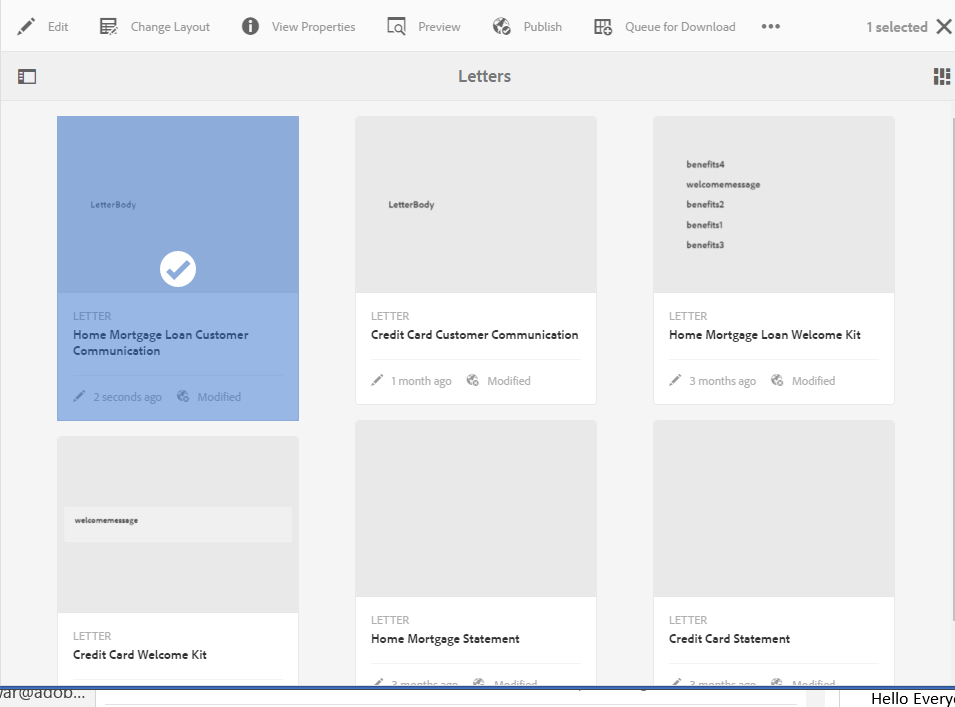 Edit Change Layout View Properties Preview Publish Queue for Download ••• 1 selected
Letters
LetterBody
LETTER
Home Mortgage Loan Customer
Communication
2 seconds ago Modified
LetterBody
LETTER
Credit Card Customer Communication
1 month ago Modified
benefits4
welcomemessage
benefits2
benefits1
benefits3
LETTER
Home Mortgage Loan Welcome Kit
3 months ago Modified
welcomemessage
LETTER
Credit Card Welcome Kit
LETTER
Home Mortgage Statement
3 months ago Modified
LETTER
Credit Card Statement
3 months ago Modified
var@adob...
Hello Every